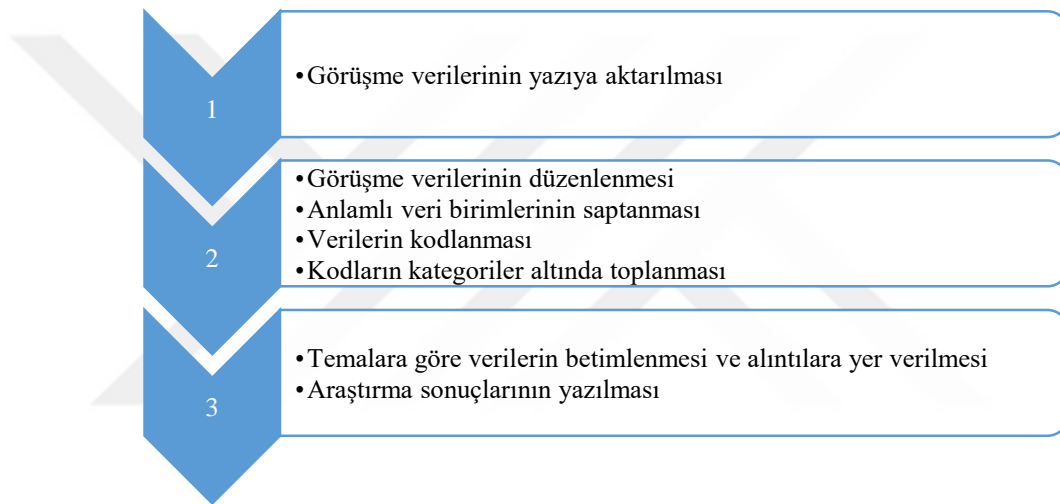 1
•Görüşme verilerinin yazıya aktarılması
2
•Görüşme verilerinin düzenlenmesi
•Anlamlı veri birimlerinin saptanması
•Verilerin kodlanması
•Kodların kategoriler altında toplanması
3
•Temalara göre verilerin betimlenmesi ve alıntılara yer verilmesi
•Araştırma sonuçlarının yazılması